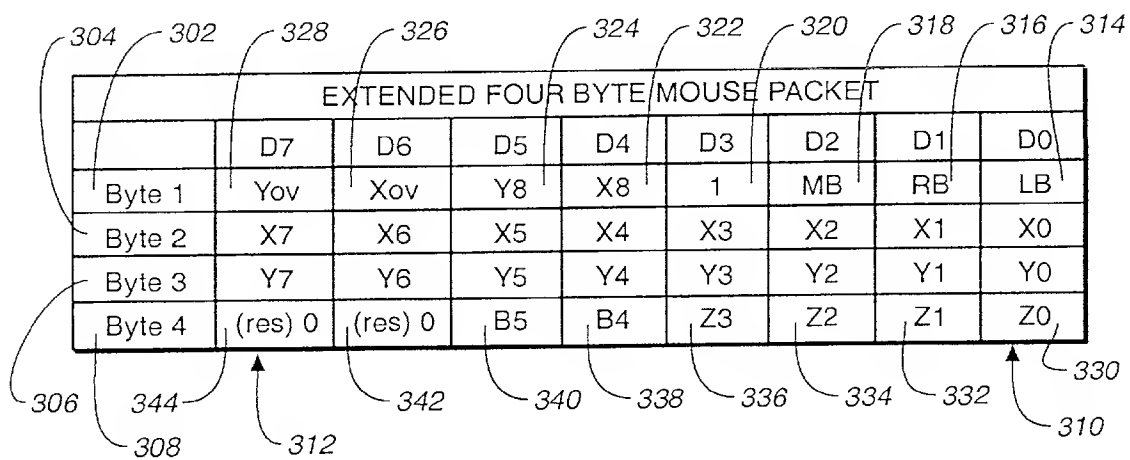 304 302 328 326 324 322 320 318 316 314
EXTENDED FOUR BYTE MOUSE PACKET
D7 D6 D5 D4 D3 D2 D1 D0
Byte 1 Yov Xov Y8 X8 1 MB RB LB
Byte 2 X7 X6 X5 X4 X3 X2 X1 X0
Byte 3 Y7 Y6 Y5 Y4 Y3 Y2 Y1 Y0
Byte 4 (res) 0 (res) 0 B5 B4 Z3 Z2 Z1 Z0
306 344 342 340 338 336 334 332 330
308 312 310